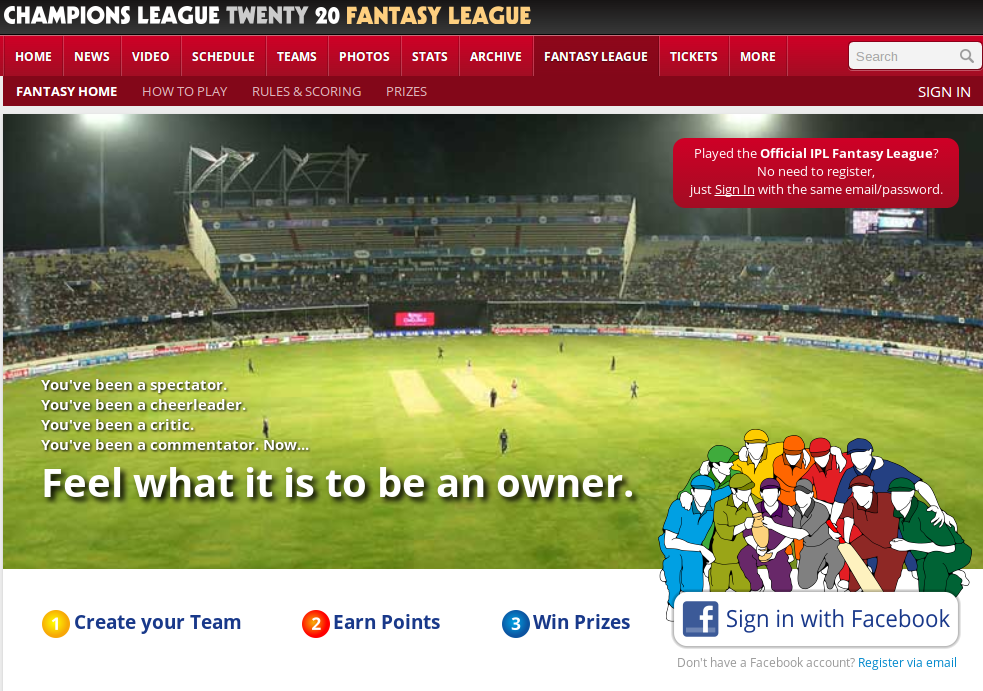 CHAMPIONS LEAGUE TWENTY 20 FANTASY LEAGUE
HOME NEWS VIDEO SCHEDULE TEAMS PHOTOS STATS ARCHIVE FANTASY LEAGUE TICKETS MORE Search
FANTASY HOME HOW TO PLAY RULES & SCORING PRIZES SIGN IN
Played the Official IPL Fantasy League?
No need to register,
just Sign In with the same email/password.
You've been a spectator.
You've been a cheerleader.
You've been a critic.
You've been a commentator. Now...
Feel what it is to be an owner.
1 Create your Team 2 Earn Points 3 Win Prizes
f Sign in with Facebook
Don't have a Facebook account? Register via email